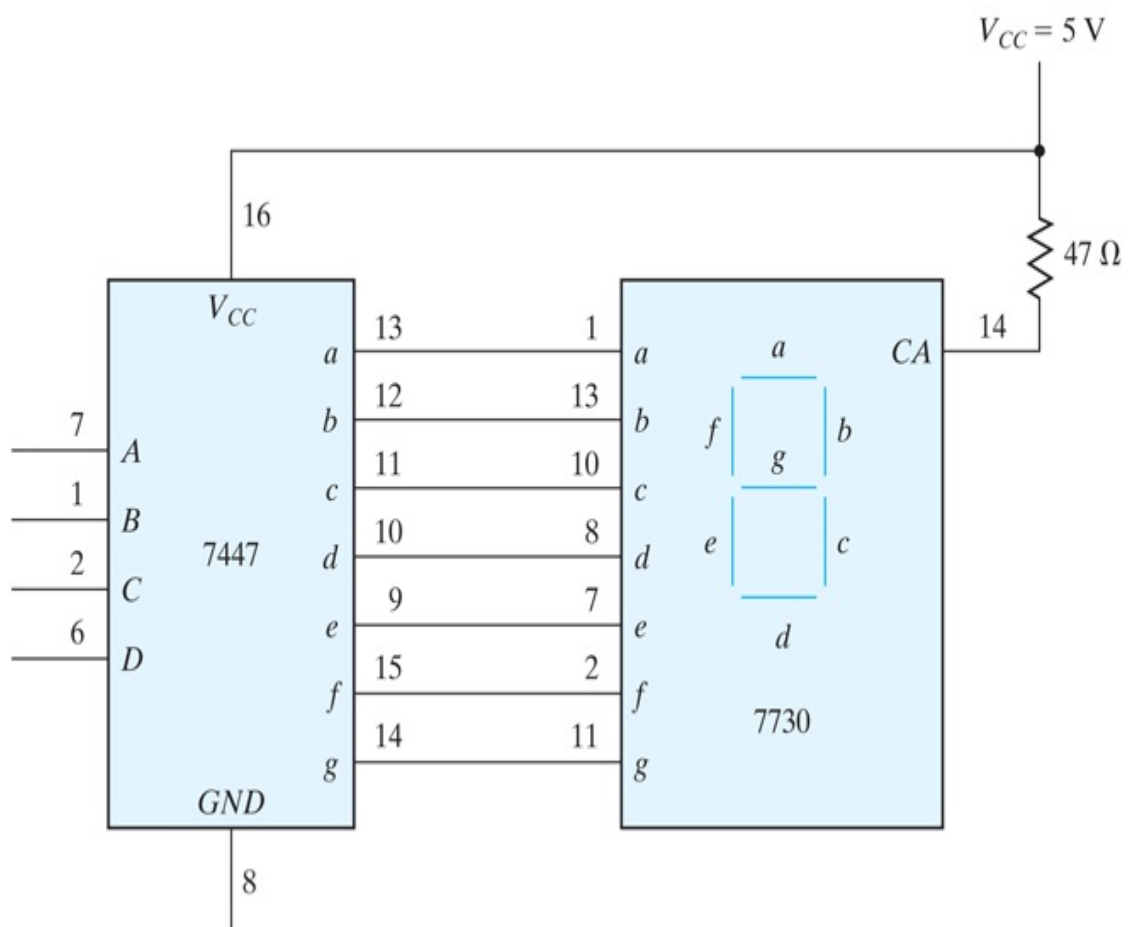 V_CC = 5 V
16
47 Ω
V_CC
13 1
14
a a a CA
12 13
7
b b f b
A
11 10 g
1
c c
B
10 8
2 7447 e c
d d
C
9 7
6
e e d
D
15 2
f f 7730
14 11
g g
GND
8